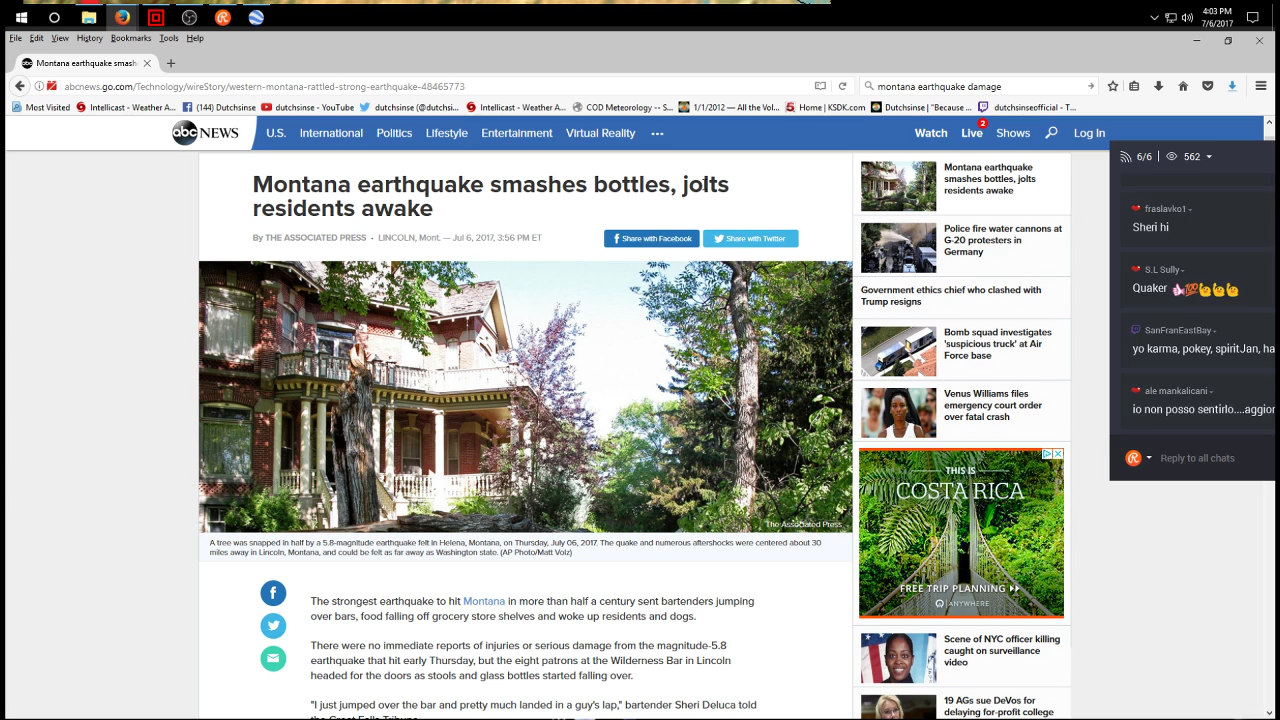 4:03 PM
7/6/2017
File Edit View History Bookmarks Tools Help
Montana earthquake smash
abcnews.go.com/Technology/wireStory/western-montana-rattled-strong-earthquake-48465773
montana earthquake damage
Most Visited Intellicast - Weather A... (144) Dutchsinse dutchsinse - YouTube dutchsinse (@dutchsi... Intellicast - Weather A... COD Meteorology -- S... 1/1/2012 — All the Vol... Home | KSDK.com Dutchsinse | "Because ... dutchsinseofficial - T...
abc NEWS U.S. International Politics Lifestyle Entertainment Virtual Reality ••• Watch Live 2 Shows Log In
Montana earthquake smashes bottles, jolts
residents awake
By THE ASSOCIATED PRESS • LINCOLN, Mont. — Jul 6, 2017, 3:56 PM ET
Share with Facebook Share with Twitter
The Associated Press
A tree was snapped in half by a 5.8-magnitude earthquake felt in Helena, Montana, on Thursday, July 06, 2017. The quake and numerous aftershocks were centered about 30
miles away in Lincoln, Montana, and could be felt as far away as Washington state. (AP Photo/Matt Volz)
The strongest earthquake to hit Montana in more than half a century sent bartenders jumping
over bars, food falling off grocery store shelves and woke up residents and dogs.
There were no immediate reports of injuries or serious damage from the magnitude-5.8
earthquake that hit early Thursday, but the eight patrons at the Wilderness Bar in Lincoln
headed for the doors as stools and glass bottles started falling over.
"I just jumped over the bar and pretty much landed in a guy's lap," bartender Sheri Deluca told
the Great Falls Tribune
Montana earthquake
smashes bottles, jolts
residents awake
Police fire water cannons at
G-20 protesters in
Germany
Government ethics chief who clashed with
Trump resigns
Bomb squad investigates
'suspicious truck' at Air
Force base
Venus Williams files
emergency court order
over fatal crash
THIS IS
COSTA RICA
FREE TRIP PLANNING
ANYWHERE
Scene of NYC officer killing
caught on surveillance
video
19 AGs sue DeVos for
delaying for-profit college
6/6 562
fraslavko1
Sheri hi
S.L Sully
Quaker 👍💯💪💪💪
SanFranEastBay
yo karma, pokey, spiritJan, ha
ale mankalicani
io non posso sentirlo....aggior
Reply to all chats